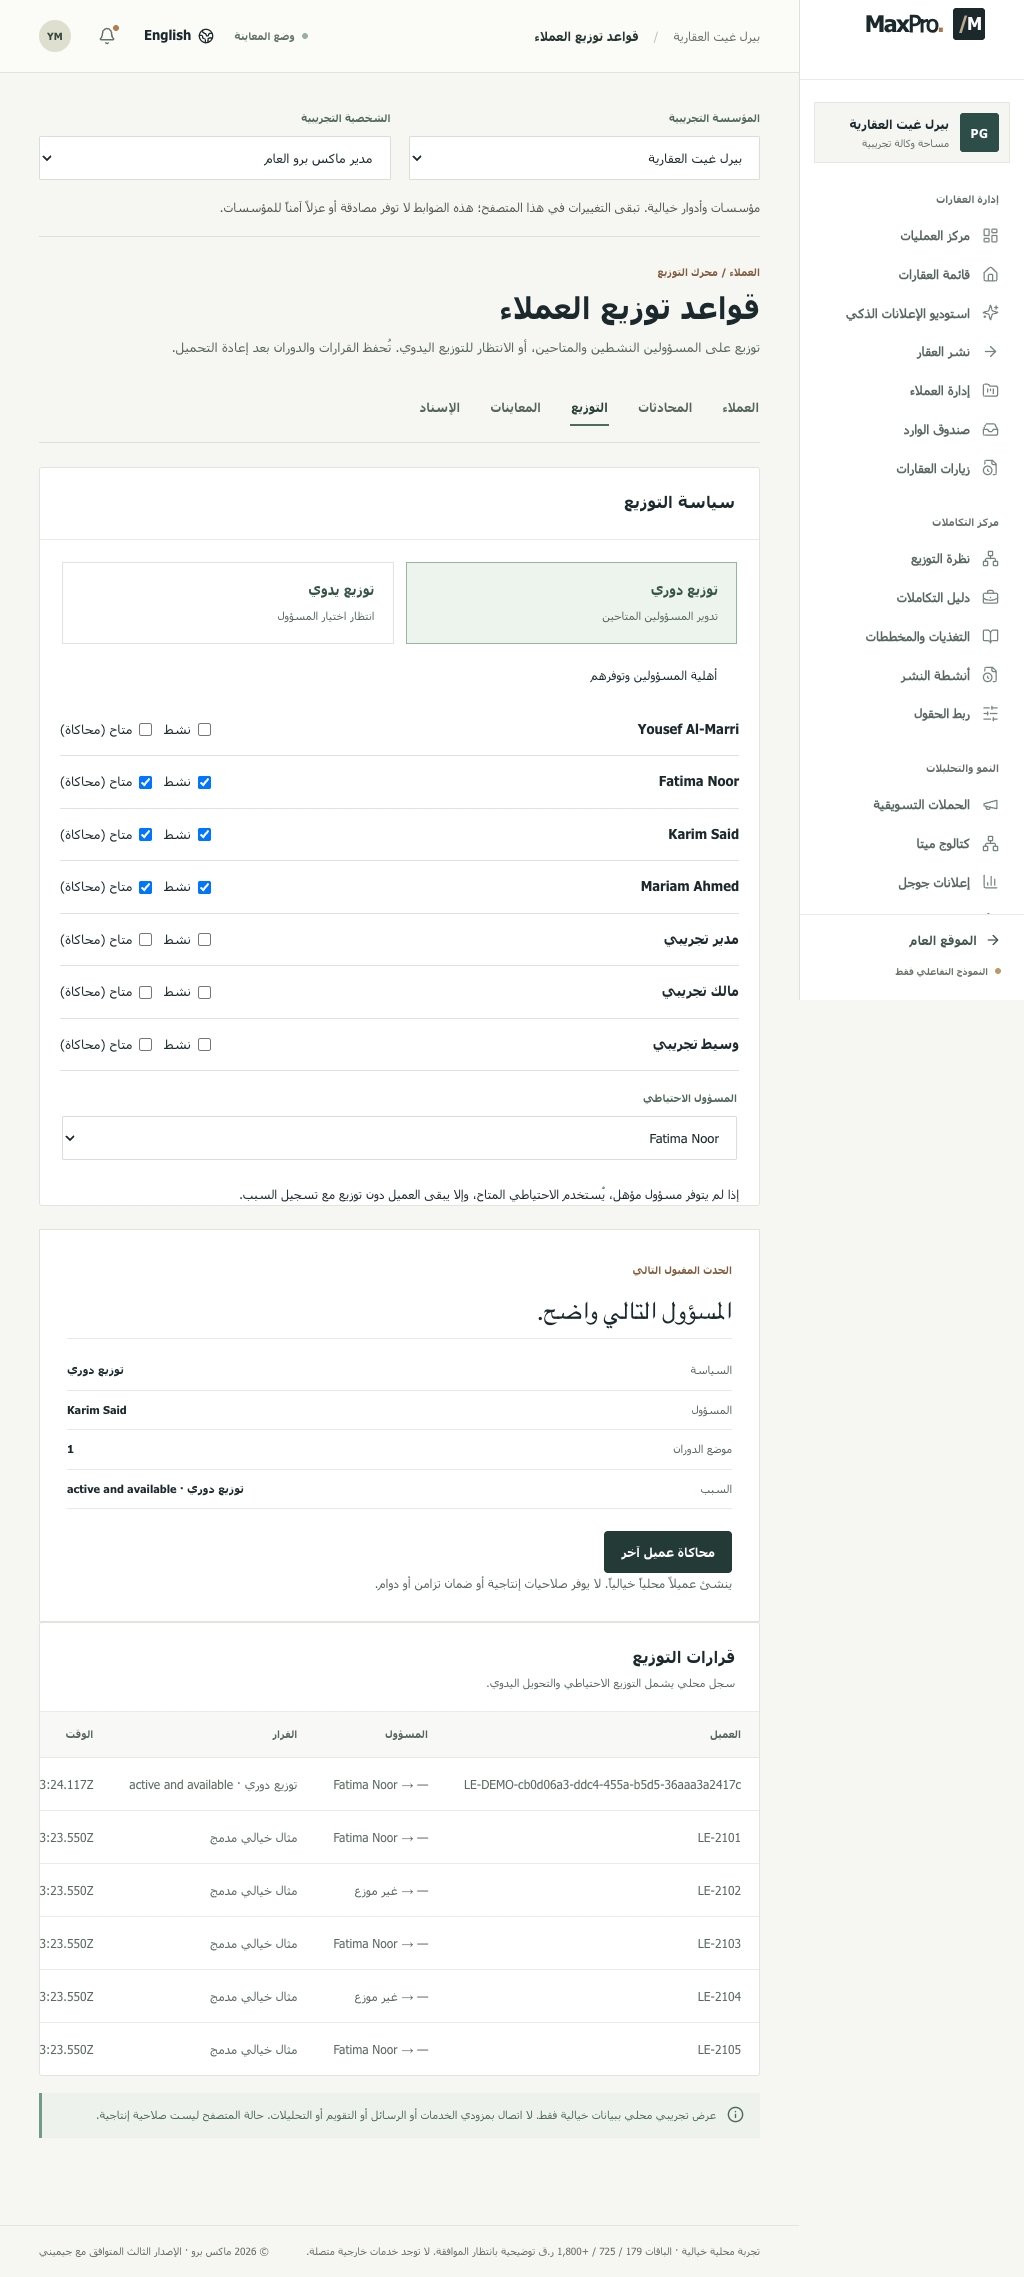 MaxPro. /M
بيرل غيت العقارية / قواعد توزيع العملاء
وضع المعاينة
English
YM
PG
بيرل غيت العقارية
مساحة وكالة تجريبية
إدارة العقارات
مركز العمليات
قائمة العقارات
استوديو الإعلانات الذكي
نشر العقار
إدارة العملاء
صندوق الوارد
زيارات العقارات
مركز التكاملات
نظرة التوزيع
دليل التكاملات
التغذيات والمخططات
أنشطة النشر
ربط الحقول
النمو والتحليلات
الحملات التسويقية
كتالوج ميتا
إعلانات جوجل
الموقع العام
النموذج التفاعلي فقط
المؤسسة التجريبية
بيرل غيت العقارية
الشخصية التجريبية
مدير ماكس برو العام
مؤسسات وأدوار خيالية. تبقى التغييرات في هذا المتصفح؛ هذه الضوابط لا توفر مصادقة أو عزلاً آمناً للمؤسسات.
العملاء / محرك التوزيع
قواعد توزيع العملاء
توزيع على المسؤولين النشطين والمتاحين، أو الانتظار للتوزيع اليدوي. تُحفظ القرارات والدوران بعد إعادة التحميل.
العملاء
المحادثات
التوزيع
المعاينات
الإسناد
سياسة التوزيع
توزيع دوري
تدوير المسؤولين المتاحين
توزيع يدوي
انتظار اختيار المسؤول
أهلية المسؤولين وتوفرهم
Yousef Al-Marri نشط متاح (محاكاة)
Fatima Noor نشط متاح (محاكاة)
Karim Said نشط متاح (محاكاة)
Mariam Ahmed نشط متاح (محاكاة)
مدير تجريبي نشط متاح (محاكاة)
مالك تجريبي نشط متاح (محاكاة)
وسيط تجريبي نشط متاح (محاكاة)
المسؤول الاحتياطي
Fatima Noor
إذا لم يتوفر مسؤول مؤهل، يُستخدم الاحتياطي المتاح، وإلا يبقى العميل دون توزيع مع تسجيل السبب.
الحدث المقبول التالي
المسؤول التالي واضح.
السياسة توزيع دوري
المسؤول Karim Said
موضع الدوران 1
السبب توزيع دوري · active and available
محاكاة عميل آخر
ينشئ عميلاً محلياً خيالياً. لا يوفر صلاحيات إنتاجية أو ضمان تزامن أو دوام.
قرارات التوزيع
سجل محلي يشمل التوزيع الاحتياطي والتحويل اليدوي.
العميل المسؤول القرار الوقت
LE-DEMO-cb0d06a3-ddc4-455a-b5d5-36aaa3a2417c — → Fatima Noor توزيع دوري · active and available 3:24.117Z
LE-2101 — → Fatima Noor مثال خيالي مدمج 3:23.550Z
LE-2102 — → غير موزع مثال خيالي مدمج 3:23.550Z
LE-2103 — → Fatima Noor مثال خيالي مدمج 3:23.550Z
LE-2104 — → غير موزع مثال خيالي مدمج 3:23.550Z
LE-2105 — → Fatima Noor مثال خيالي مدمج 3:23.550Z
عرض تجريبي محلي ببيانات خيالية فقط. لا اتصال بمزودي الخدمات أو الرسائل أو التقويم أو التحليلات. حالة المتصفح ليست صلاحية إنتاجية.
تجربة محلية خيالية · الباقات 179 / 725 / +1,800 ر.ق توضيحية بانتظار الموافقة. لا توجد خدمات خارجية متصلة.
© 2026 ماكس برو · الإصدار الثالث المتوافق مع جيميني